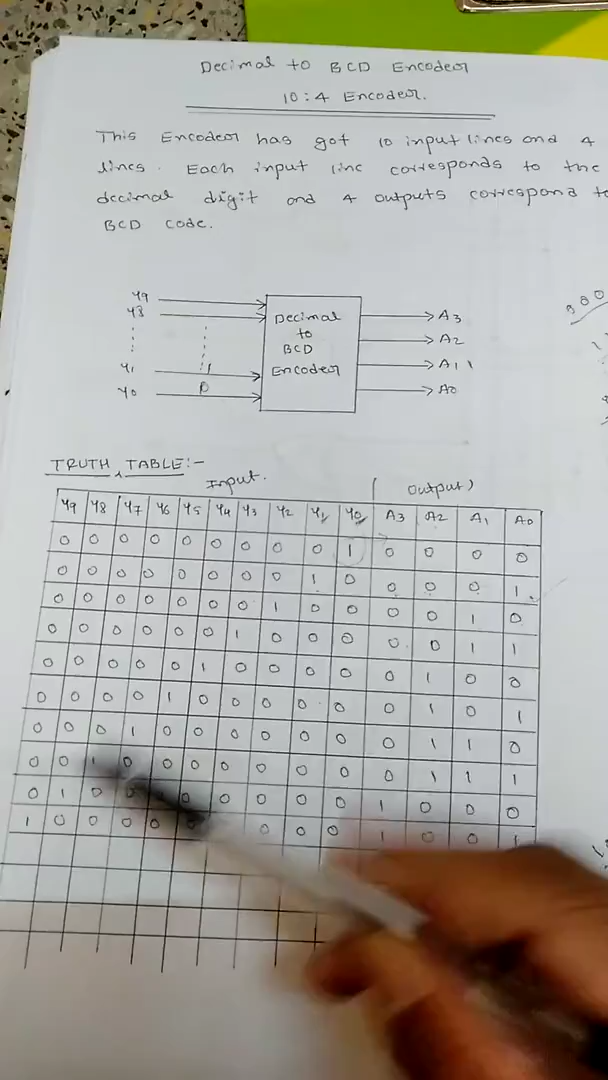 Decimal to BCD Encoder
10:4 Encoder.
This Encoder has got 10 input lines and 4
lines. Each input line corresponds to the
decimal digit and 4 outputs correspond to
BCD code.
Y9
Y8
Y1
Y0
Decimal
to
BCD
Encoder
A3
A2
A1
A0
TRUTH TABLE:-
Input.
(Output)
Y9 Y8 Y7 Y6 Y5 Y4 Y3 Y2 Y1 Y0 A3 A2 A1 A0
0 0 0 0 0 0 0 0 0 1 0 0 0 0
0 0 0 0 0 0 0 0 1 0 0 0 0 1
0 0 0 0 0 0 0 1 0 0 0 0 1 0
0 0 0 0 0 0 1 0 0 0 0 0 1 1
0 0 0 0 0 1 0 0 0 0 0 1 0 0
0 0 0 0 1 0 0 0 0 0 0 1 0 1
0 0 0 1 0 0 0 0 0 0 0 1 1 0
0 0 1 0 0 0 0 0 0 0 0 1 1 1
0 1 0 0 0 0 0 0 0 1 0 0 0
1 0 0 0 0 0 0 0 0 1 0 0 1